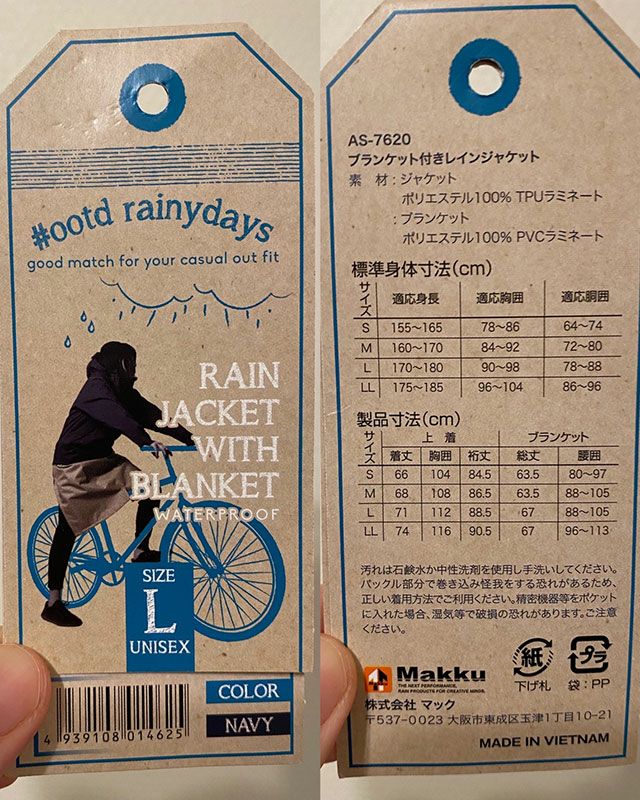 #ootd rainydays
good match for your casual out fit
RAIN
JACKET
WITH
BLANKET
WATERPROOF
SIZE
L
UNISEX
COLOR
NAVY
4 939108 014625
AS-7620
ブランケット付きレインジャケット
素 材：ジャケット
ポリエステル100% TPUラミネート
：ブランケット
ポリエステル100% PVCラミネート
標準身体寸法(cm)
サイズ 適応身長 適応胸囲 適応胴囲
S 155〜165 78〜86 64〜74
M 160〜170 84〜92 72〜80
L 170〜180 90〜98 78〜88
LL 175〜185 96〜104 86〜96
製品寸法(cm)
サイズ 上着 ブランケット
着丈 胸囲 裄丈 総丈 腰囲
S 66 104 84.5 63.5 80〜97
M 68 108 86.5 63.5 88〜105
L 71 112 88.5 67 88〜105
LL 74 116 90.5 67 96〜113
汚れは石鹸水か中性洗剤を使用し手洗いしてください。
バックル部分で巻き込み怪我をする恐れがあるため、
正しい着用方法でご利用ください。精密機器等をポケット
に入れた場合、湿気等で破損の恐れがあります。ご注意
ください。
Makku
THE NEXT PERFORMANCE.
RAIN PRODUCTS FOR CREATIVE MINDS.
紙
下げ札
プラ
袋：PP
株式会社 マック
〒537-0023 大阪市東成区玉津1丁目10-21
MADE IN VIETNAM